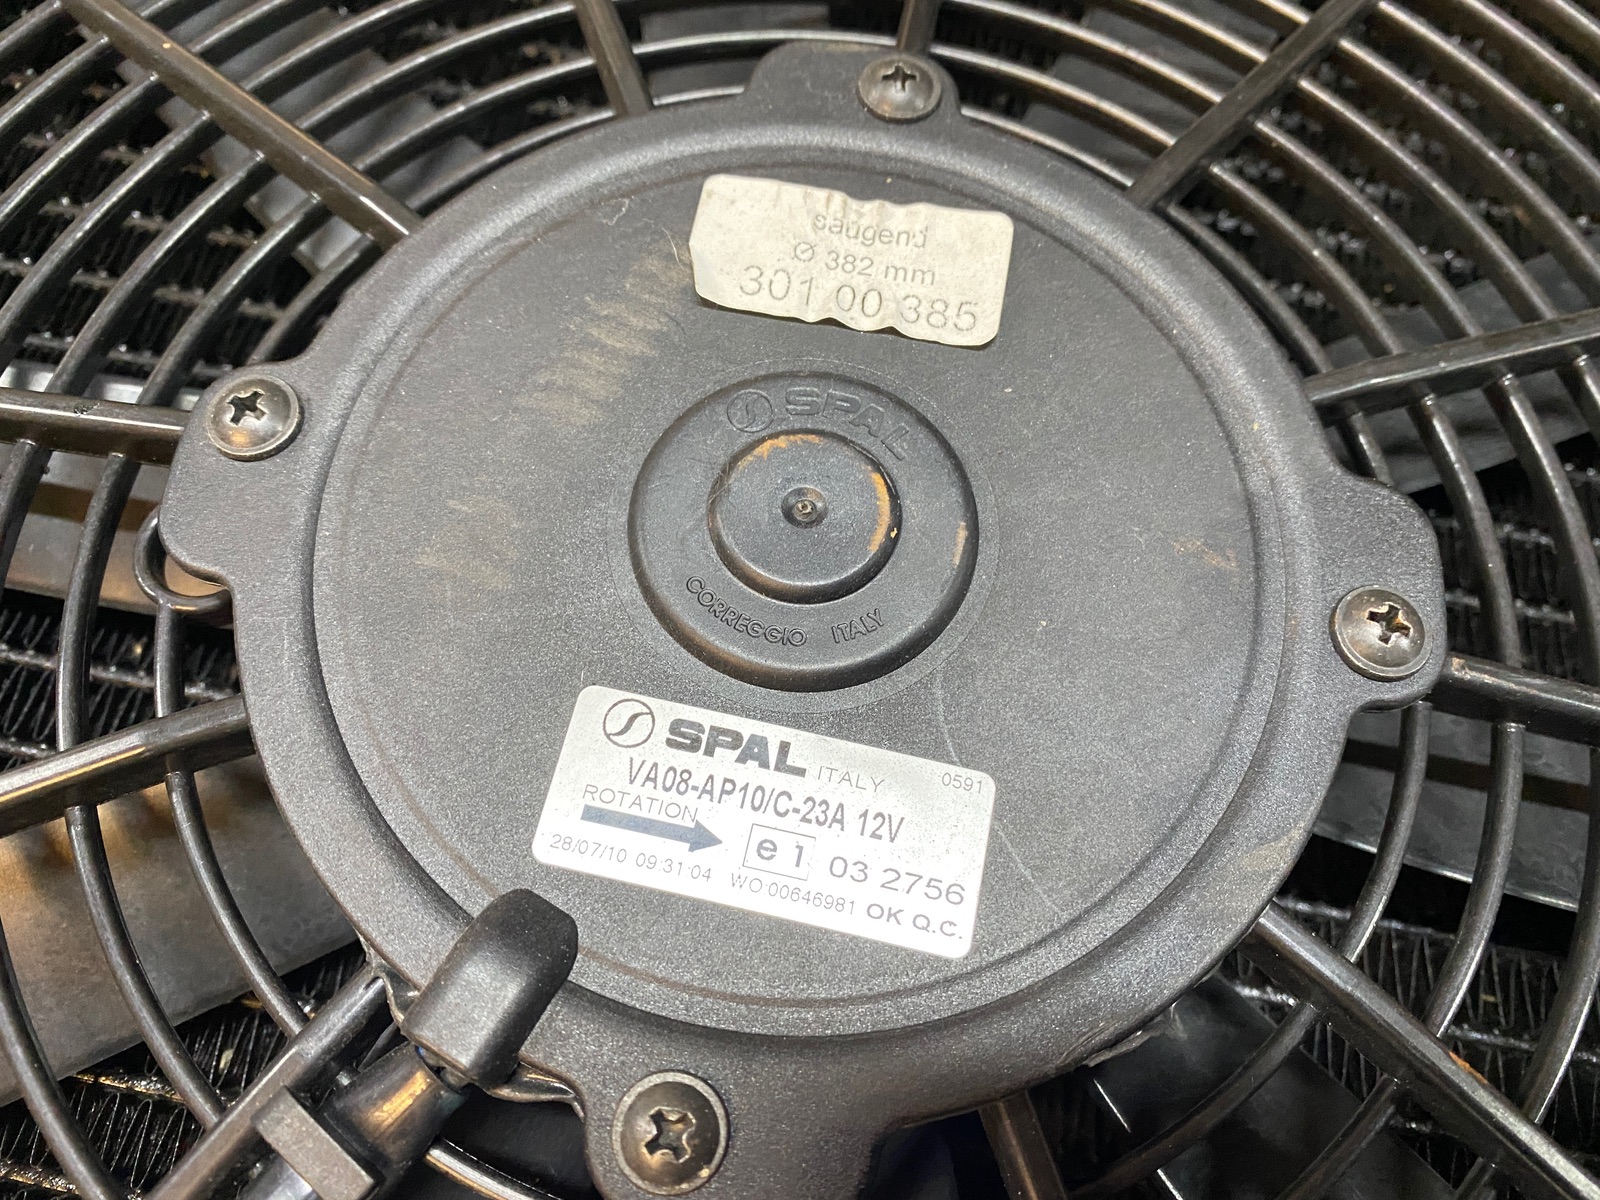 saugend
Ø 382 mm
301 00 385
SPAL
CORREGGIO ITALY
SPAL ITALY 0591
VA08-AP10/C-23A 12V
ROTATION
e1 03 2756
28/07/10 09:31:04 WO:00646981 OK Q.C.